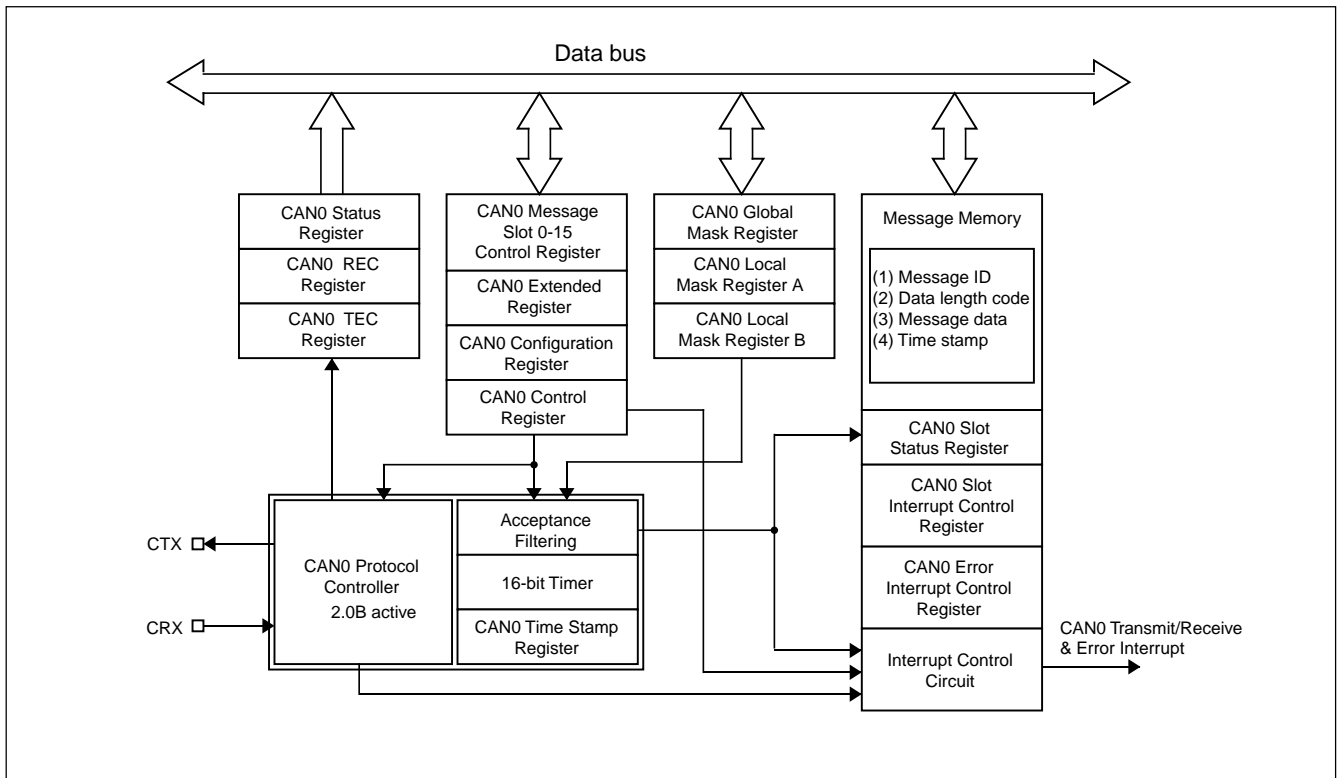 Data bus
CAN0 Status
Register
CAN0 REC
Register
CAN0 TEC
Register
CAN0 Message
Slot 0-15
Control Register
CAN0 Extended
Register
CAN0 Configuration
Register
CAN0 Control
Register
CAN0 Global
Mask Register
CAN0 Local
Mask Register A
CAN0 Local
Mask Register B
Message Memory
(1) Message ID
(2) Data length code
(3) Message data
(4) Time stamp
CAN0 Slot
Status Register
CAN0 Slot
Interrupt Control
Register
CAN0 Error
Interrupt Control
Register
Interrupt Control
Circuit
CTX
CRX
CAN0 Protocol
Controller
2.0B active
Acceptance
Filtering
16-bit Timer
CAN0 Time Stamp
Register
CAN0 Transmit/Receive
& Error Interrupt